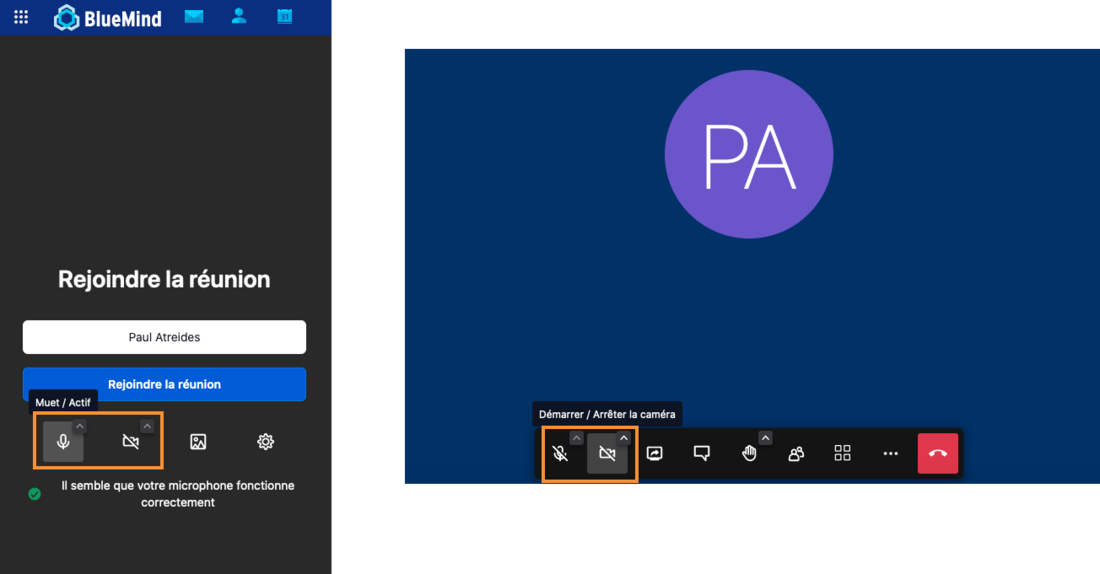 BlueMind
31
Rejoindre la réunion
Paul Atreides
Rejoindre la réunion
Muet / Actif
Il semble que votre microphone fonctionne
correctement
PA
Démarrer / Arrêter la caméra